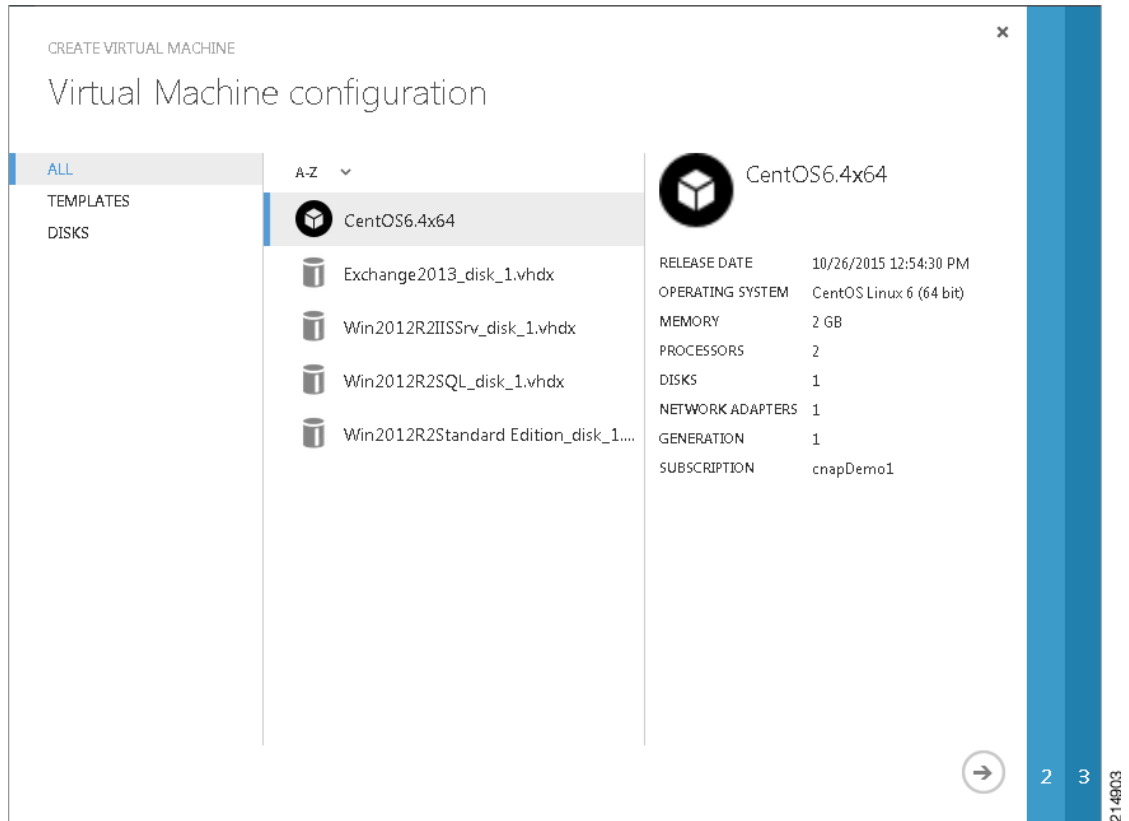 CREATE VIRTUAL MACHINE
Virtual Machine configuration
ALL
TEMPLATES
DISKS
A-Z
CentOS6.4x64
Exchange2013_disk_1.vhdx
Win2012R2IISSrv_disk_1.vhdx
Win2012R2SQL_disk_1.vhdx
Win2012R2Standard Edition_disk_1....
CentOS6.4x64
RELEASE DATE 10/26/2015 12:54:30 PM
OPERATING SYSTEM CentOS Linux 6 (64 bit)
MEMORY 2 GB
PROCESSORS 2
DISKS 1
NETWORK ADAPTERS 1
GENERATION 1
SUBSCRIPTION cnapDemo1
2 3
214903